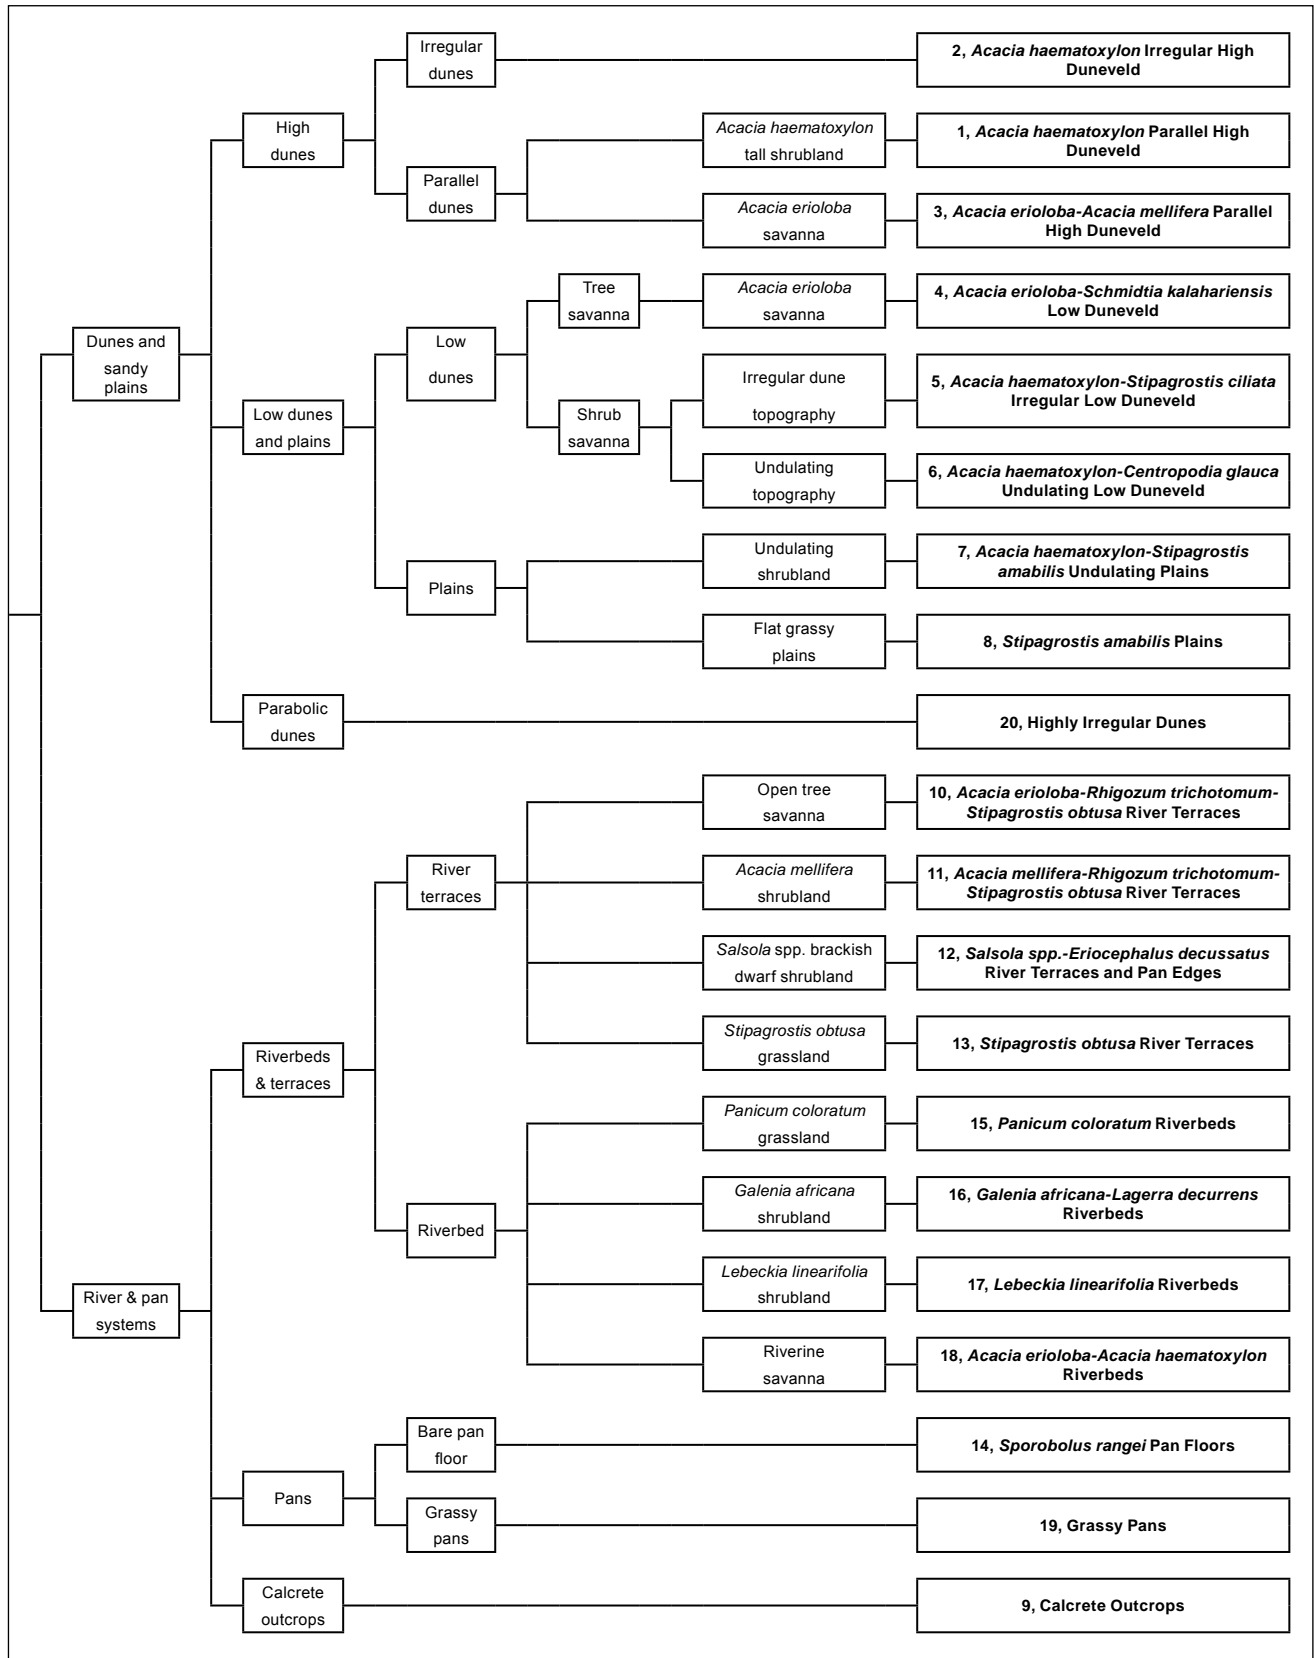 Irregular
dunes
2, Acacia haematoxylon Irregular High
Duneveld
High
dunes
Acacia haematoxylon
tall shrubland
1, Acacia haematoxylon Parallel High
Duneveld
Parallel
dunes
Acacia erioloba
savanna
3, Acacia erioloba-Acacia mellifera Parallel
High Duneveld
Tree
savanna
Acacia erioloba
savanna
4, Acacia erioloba-Schmidtia kalahariensis
Low Duneveld
Dunes and
sandy
plains
Low
dunes
Irregular dune
topography
5, Acacia haematoxylon-Stipagrostis ciliata
Irregular Low Duneveld
Low dunes
and plains
Shrub
savanna
Undulating
topography
6, Acacia haematoxylon-Centropodia glauca
Undulating Low Duneveld
Plains
Undulating
shrubland
7, Acacia haematoxylon-Stipagrostis
amabilis Undulating Plains
Flat grassy
plains
8, Stipagrostis amabilis Plains
Parabolic
dunes
20, Highly Irregular Dunes
Open tree
savanna
10, Acacia erioloba-Rhigozum trichotomum-
Stipagrostis obtusa River Terraces
River
terraces
Acacia mellifera
shrubland
11, Acacia mellifera-Rhigozum trichotomum-
Stipagrostis obtusa River Terraces
Salsola spp. brackish
dwarf shrubland
12, Salsola spp.-Eriocephalus decussatus
River Terraces and Pan Edges
Riverbeds
& terraces
Stipagrostis obtusa
grassland
13, Stipagrostis obtusa River Terraces
Panicum coloratum
grassland
15, Panicum coloratum Riverbeds
Riverbed
Galenia africana
shrubland
16, Galenia africana-Lagerra decurrens
Riverbeds
River & pan
systems
Lebeckia linearifolia
shrubland
17, Lebeckia linearifolia Riverbeds
Riverine
savanna
18, Acacia erioloba-Acacia haematoxylon
Riverbeds
Bare pan
floor
14, Sporobolus rangei Pan Floors
Pans
Grassy
pans
19, Grassy Pans
Calcrete
outcrops
9, Calcrete Outcrops